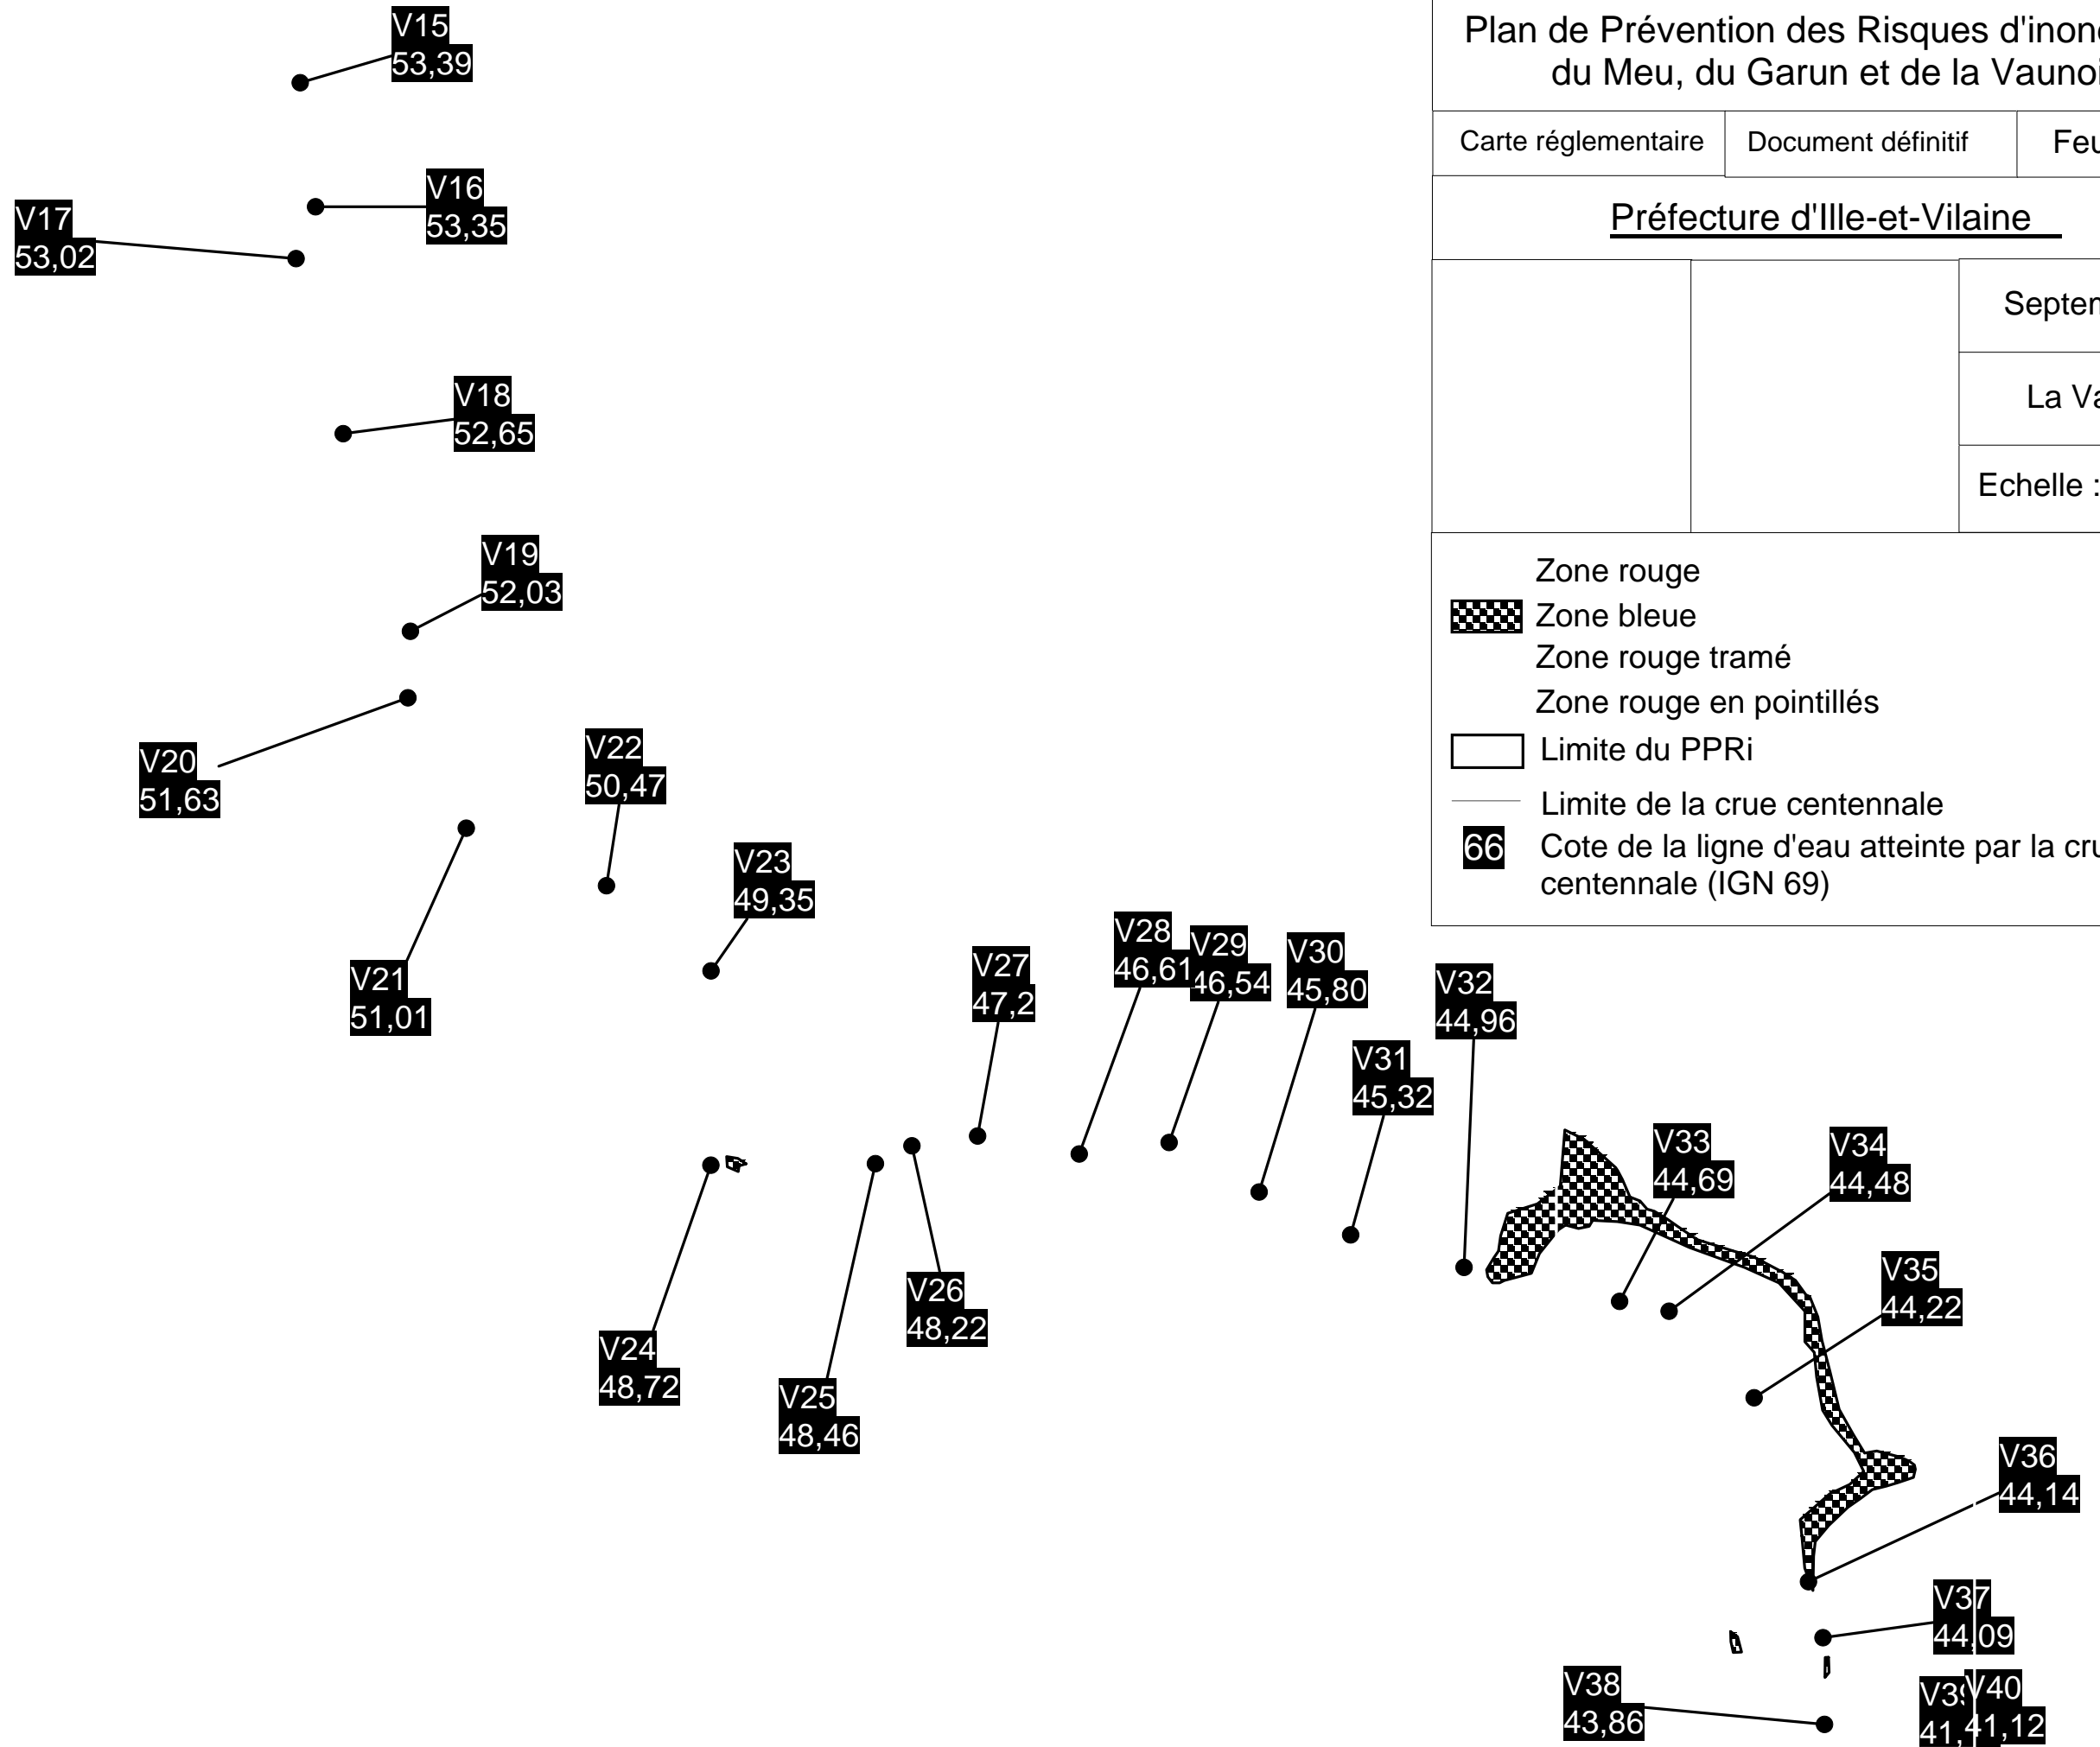 V15
53,39
V16
53,35
V17
53,02
V18
52,65
V19
52,03
V20
51,63
V21
51,01
V22
50,47
V23
49,35
V24
48,72
V25
48,46
V26
48,22
V27
47,2
V28
46,61
V29
46,54
V30
45,80
V31
45,32
V32
44,96
V33
44,69
V34
44,48
V35
44,22
V36
44,14
V37
44,09
V38
43,86
V40
41,12
Plan de Prévention des Risques
du Meu, du Garun et de la
Carte réglementaire
Document définitif
Préfecture d'Ille-et-Vilaine
La
Echelle :
Zone rouge
Zone bleue
Zone rouge tramé
Zone rouge en pointillés
Limite du PPRi
Limite de la crue centennale
66
Cote de la ligne d'eau atteinte par la
centennale (IGN 69)